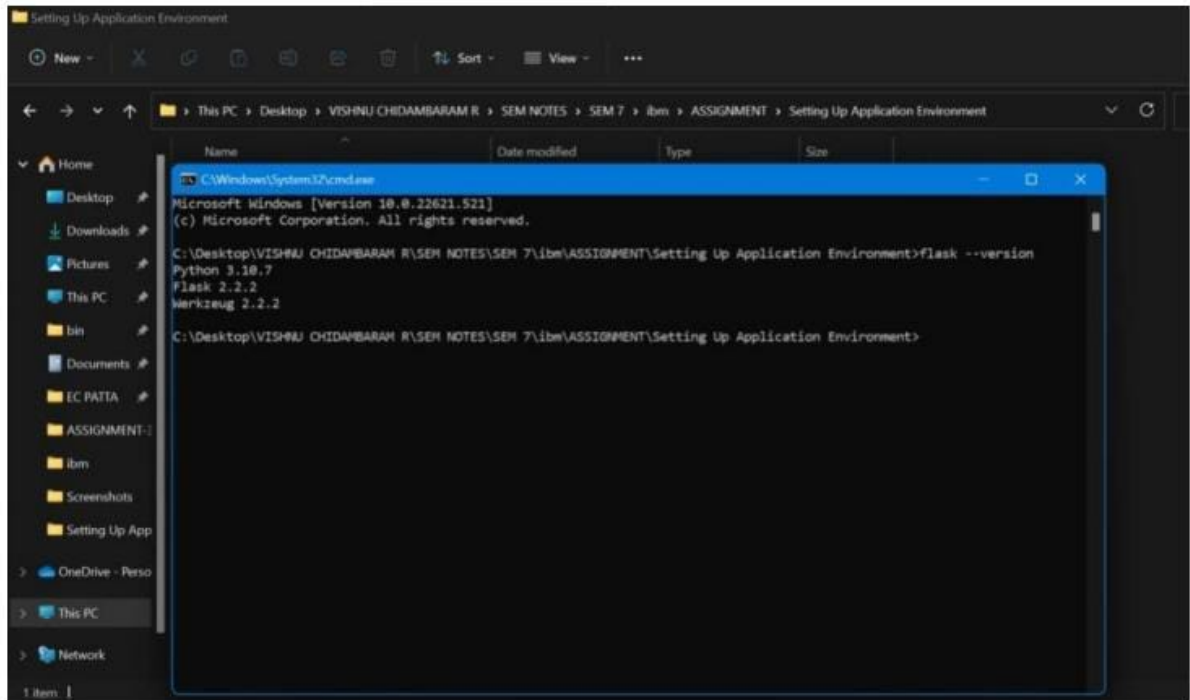 Setting Up Application Environment
New
Sort
View
This PC > Desktop > VISHNU CHIDAMBARAM R > SEM NOTES > SEM 7 > ibm > ASSIGNMENT > Setting Up Application Environment
Name Date modified Type Size
Home
Desktop
Downloads
Pictures
This PC
bin
Documents
EC PATTA
ASSIGNMENT-
ibm
Screenshots
Setting Up App
OneDrive - Perso
This PC
Network
1 item
C:\Windows\System32\cmd.exe
Microsoft Windows [Version 10.0.22621.521]
(c) Microsoft Corporation. All rights reserved.
C:\Desktop\VISHNU CHIDAMBARAM R\SEM NOTES\SEM 7\ibm\ASSIGNMENT\Setting Up Application Environment>flask --version
Python 3.10.7
Flask 2.2.2
Werkzeug 2.2.2
C:\Desktop\VISHNU CHIDAMBARAM R\SEM NOTES\SEM 7\ibm\ASSIGNMENT\Setting Up Application Environment>